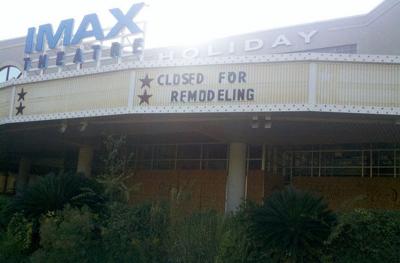 IMAX
THEATRE
HOLIDAY
CLOSED FOR
REMODELING